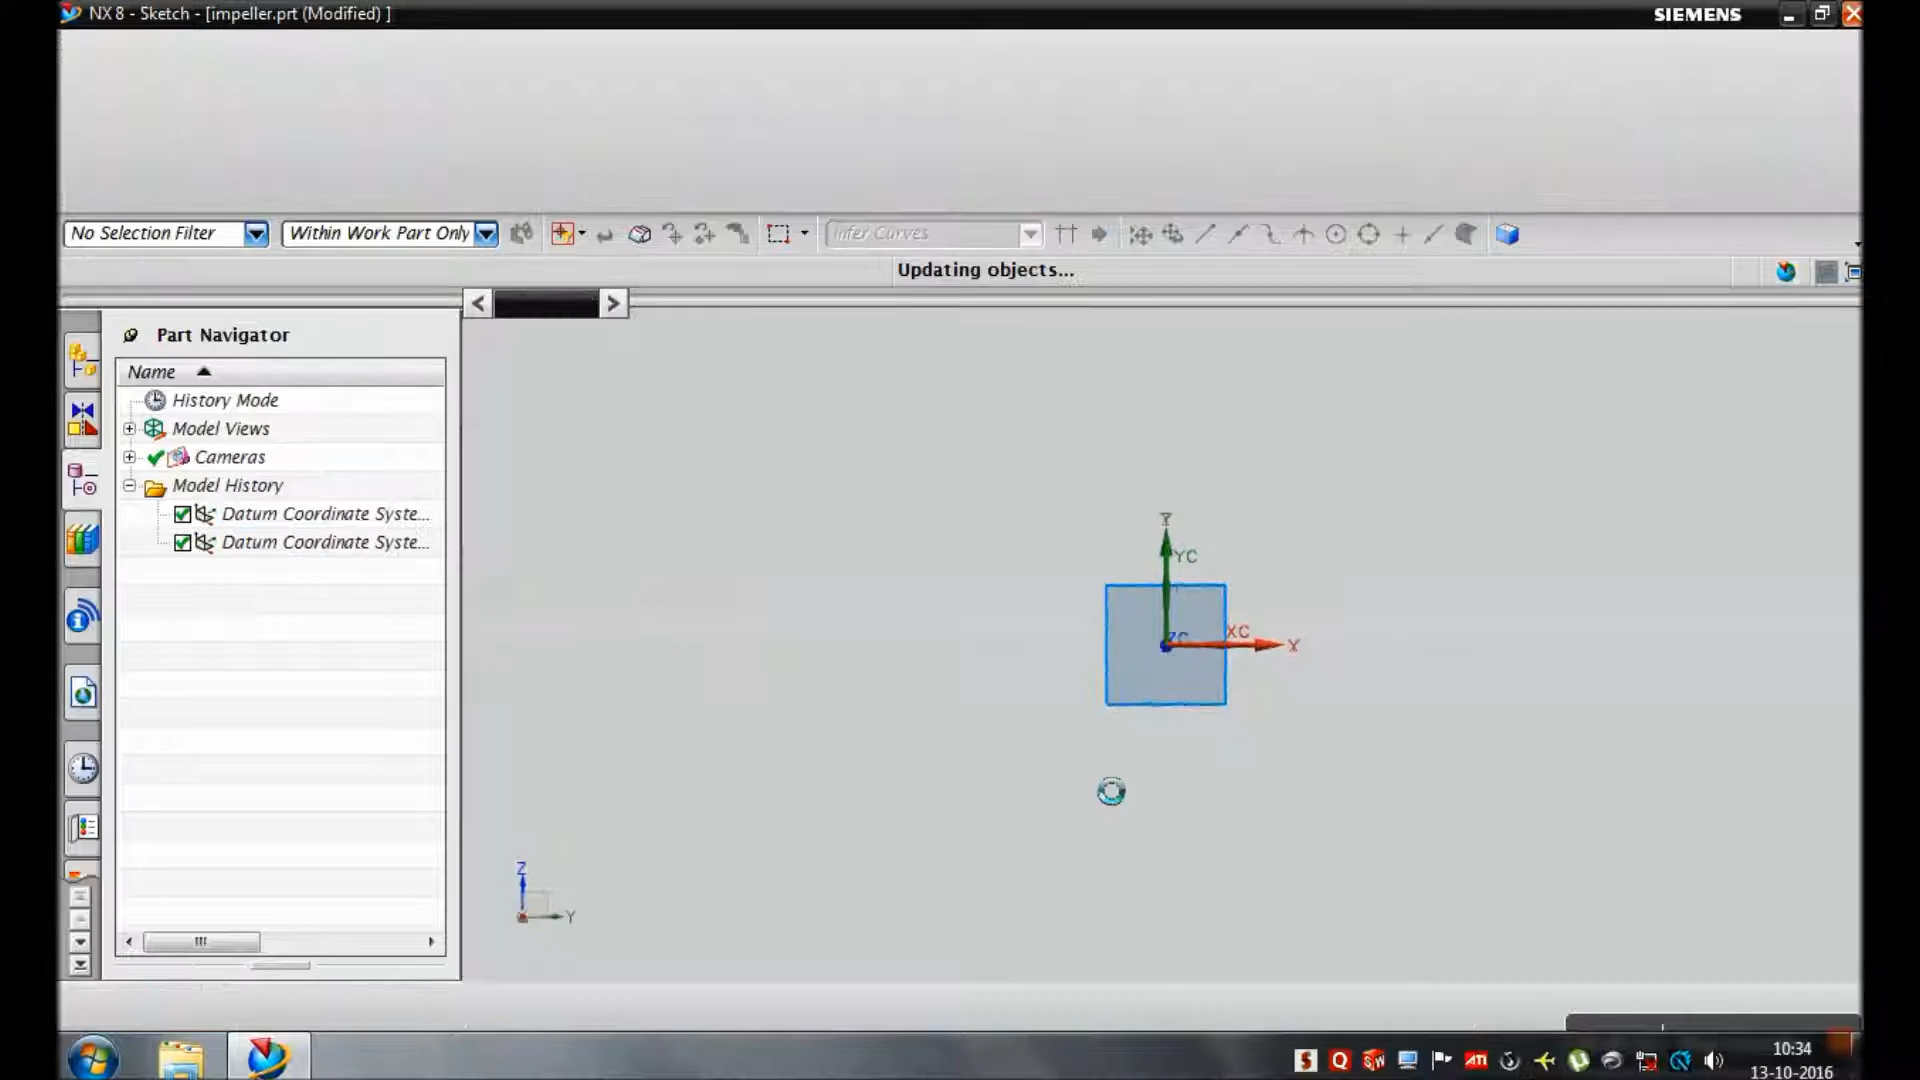 NX 8 - Sketch - [impeller.prt (Modified) ]
SIEMENS
No Selection Filter
Within Work Part Only
Infer Curves
Updating objects...
Part Navigator
Name
History Mode
Model Views
Cameras
Model History
Datum Coordinate Syste...
Datum Coordinate Syste...
Y
YC
ZC
XC
X
Z
Y
10:34
13-10-2016